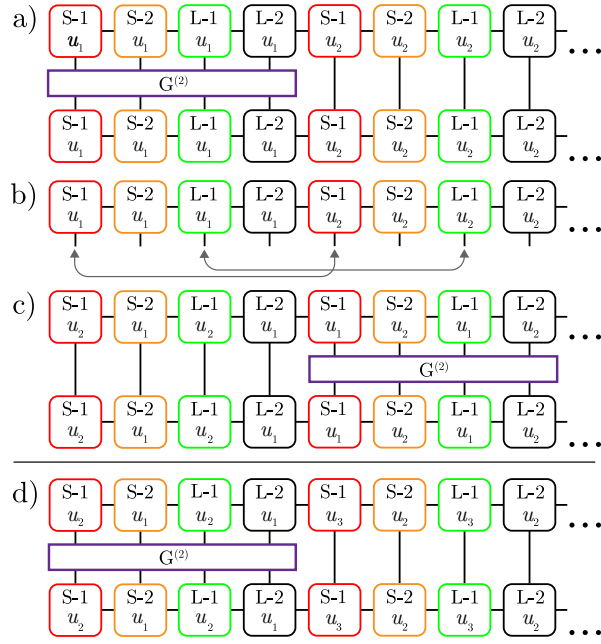 a) S-1 S-2 L-1 L-2 S-1 S-2 L-1 L-2
u₁ u₁ u₁ u₁ u₂ u₂ u₂ u₂ ...
G⁽²⁾
S-1 S-2 L-1 L-2 S-1 S-2 L-1 L-2
u₁ u₁ u₁ u₁ u₂ u₂ u₂ u₂ ...
b) S-1 S-2 L-1 L-2 S-1 S-2 L-1 L-2
u₁ u₁ u₁ u₁ u₂ u₂ u₂ u₂ ...
c) S-1 S-2 L-1 L-2 S-1 S-2 L-1 L-2
u₂ u₁ u₂ u₁ u₁ u₂ u₁ u₂ ...
G⁽²⁾
S-1 S-2 L-1 L-2 S-1 S-2 L-1 L-2
u₂ u₁ u₂ u₁ u₁ u₂ u₁ u₂ ...
d) S-1 S-2 L-1 L-2 S-1 S-2 L-1 L-2
u₂ u₁ u₂ u₁ u₃ u₂ u₃ u₂ ...
G⁽²⁾
S-1 S-2 L-1 L-2 S-1 S-2 L-1 L-2
u₂ u₁ u₂ u₁ u₃ u₂ u₃ u₂ ...